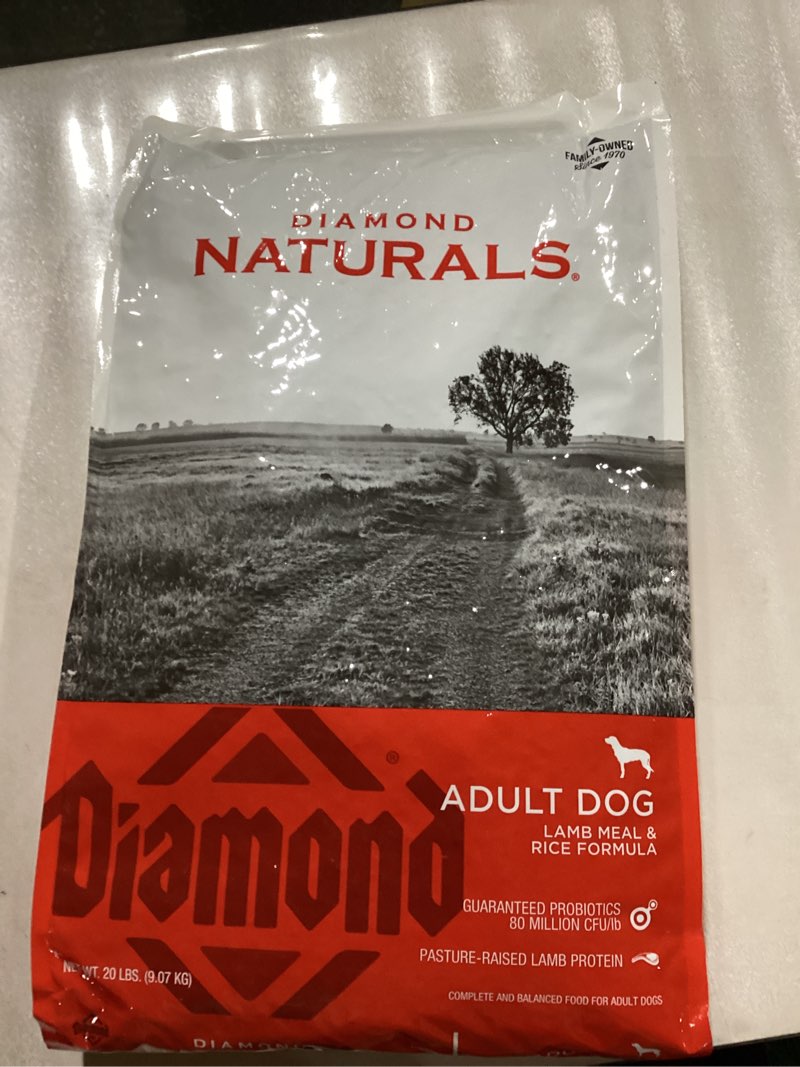 FAMILY-OWNED
Since 1970
DIAMOND
NATURALS®
®
Diamond
ADULT DOG
LAMB MEAL &
RICE FORMULA
GUARANTEED PROBIOTICS
80 MILLION CFU/lb
PASTURE-RAISED LAMB PROTEIN
NET WT. 20 LBS. (9.07 KG)
COMPLETE AND BALANCED FOOD FOR ADULT DOGS
DIAMOND